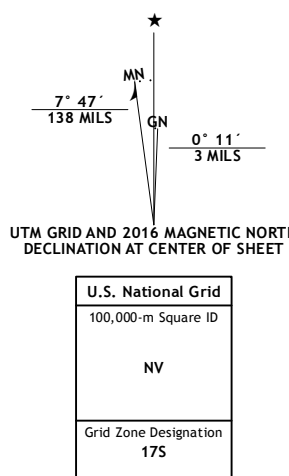 MN
7° 47´
138 MILS
GN
0° 11´
3 MILS
UTM GRID AND 2016 MAGNETIC NORT
DECLINATION AT CENTER OF SHEET
U.S. National Grid
100,000-m Square ID
NV
Grid Zone Designation
17S